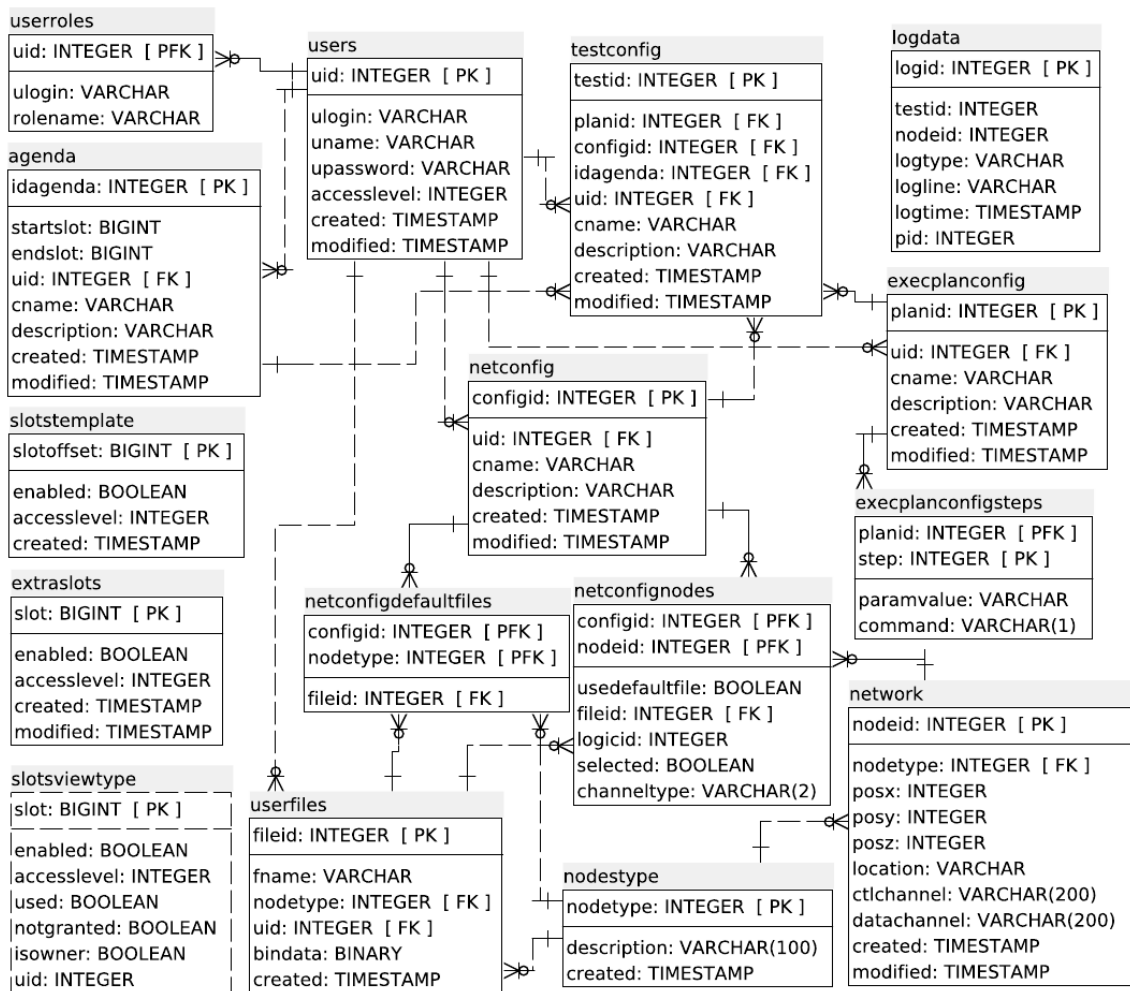 userroles
uid: INTEGER [ PFK ]
ulogin: VARCHAR
rolename: VARCHAR
agenda
idagenda: INTEGER [ PK ]
startslot: BIGINT
endslot: BIGINT
uid: INTEGER [ FK ]
cname: VARCHAR
description: VARCHAR
created: TIMESTAMP
modified: TIMESTAMP
slotstemplate
slotoffset: BIGINT [ PK ]
enabled: BOOLEAN
accesslevel: INTEGER
created: TIMESTAMP
extraslots
slot: BIGINT [ PK ]
enabled: BOOLEAN
accesslevel: INTEGER
created: TIMESTAMP
modified: TIMESTAMP
slotsviewtype
slot: BIGINT [ PK ]
enabled: BOOLEAN
accesslevel: INTEGER
used: BOOLEAN
notgranted: BOOLEAN
isowner: BOOLEAN
uid: INTEGER
users
uid: INTEGER [ PK ]
ulogin: VARCHAR
uname: VARCHAR
upassword: VARCHAR
accesslevel: INTEGER
created: TIMESTAMP
modified: TIMESTAMP
testconfig
testid: INTEGER [ PK ]
planid: INTEGER [ FK ]
configid: INTEGER [ FK ]
idagenda: INTEGER [ FK ]
uid: INTEGER [ FK ]
cname: VARCHAR
description: VARCHAR
created: TIMESTAMP
modified: TIMESTAMP
logdata
logid: INTEGER [ PK ]
testid: INTEGER
nodeid: INTEGER
logtype: VARCHAR
logline: VARCHAR
logtime: TIMESTAMP
pid: INTEGER
execplanconfig
planid: INTEGER [ PK ]
uid: INTEGER [ FK ]
cname: VARCHAR
description: VARCHAR
created: TIMESTAMP
modified: TIMESTAMP
netconfig
configid: INTEGER [ PK ]
uid: INTEGER [ FK ]
cname: VARCHAR
description: VARCHAR
created: TIMESTAMP
modified: TIMESTAMP
execplanconfigsteps
planid: INTEGER [ PFK ]
step: INTEGER [ PK ]
paramvalue: VARCHAR
command: VARCHAR(1)
netconfigdefaultfiles
configid: INTEGER [ PFK ]
nodetype: INTEGER [ PFK ]
fileid: INTEGER [ FK ]
netconfignodes
configid: INTEGER [ PFK ]
nodeid: INTEGER [ PFK ]
usedefaultfile: BOOLEAN
fileid: INTEGER [ FK ]
logicid: INTEGER
selected: BOOLEAN
channeltype: VARCHAR(2)
network
nodeid: INTEGER [ PK ]
nodetype: INTEGER [ FK ]
posx: INTEGER
posy: INTEGER
posz: INTEGER
location: VARCHAR
ctlchannel: VARCHAR(200)
datachannel: VARCHAR(200)
created: TIMESTAMP
modified: TIMESTAMP
userfiles
fileid: INTEGER [ PK ]
fname: VARCHAR
nodetype: INTEGER [ FK ]
uid: INTEGER [ FK ]
bindata: BINARY
created: TIMESTAMP
nodestype
nodetype: INTEGER [ PK ]
description: VARCHAR(100)
created: TIMESTAMP